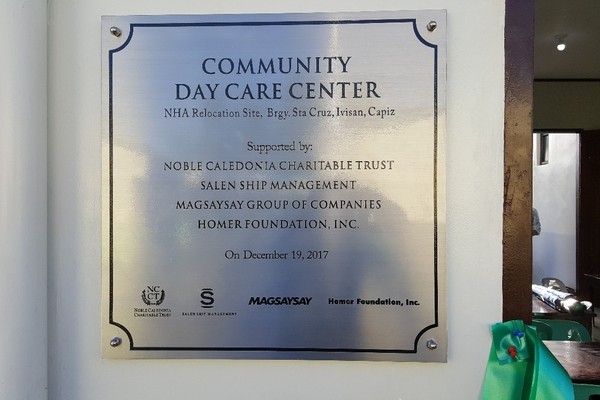 COMMUNITY
DAY CARE CENTER
NHA Relocation Site, Brgy. Sta Cruz, Ivisan, Capiz
Supported by:
NOBLE CALEDONIA CHARITABLE TRUST
SALEN SHIP MANAGEMENT
MAGSAYSAY GROUP OF COMPANIES
HOMER FOUNDATION, INC.
On December 19, 2017
NC
CT
NOBLE CALEDONIA
CHARITABLE TRUST
S
SALEN SHIP MANAGEMENT
MAGSAYSAY
Homer Foundation, Inc.